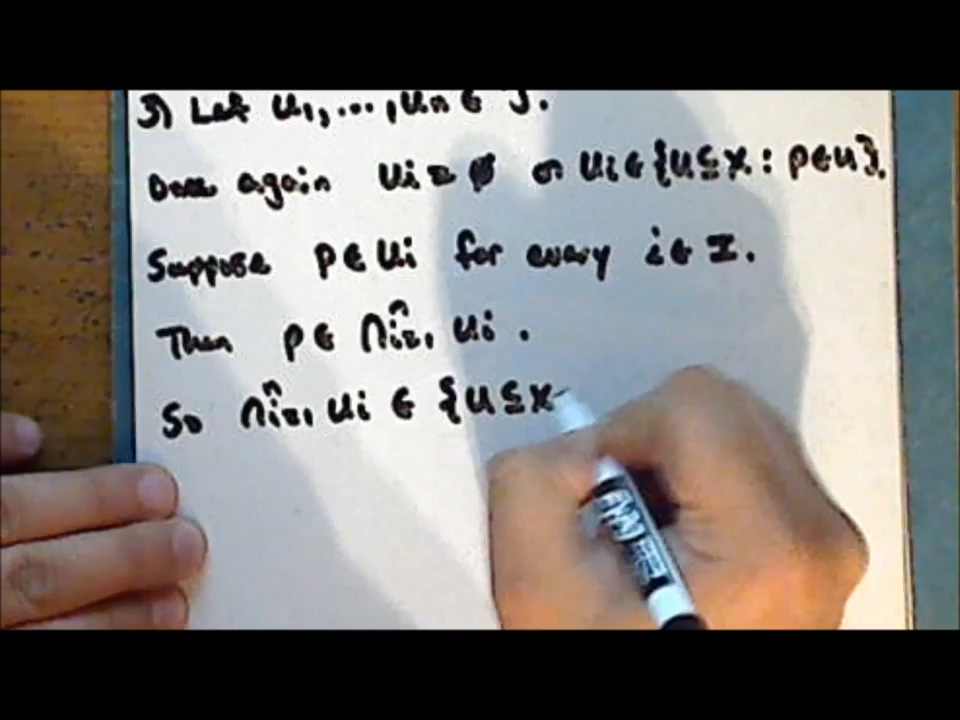 3) Let U1, ..., Un ∈ J.
Once again Ui = ∅ or Ui ∈ {U ⊆ X : p ∈ U}.
Suppose p ∈ Ui for every i ∈ I.
Then p ∈ ∩ⁿi=1 Ui .
So ∩ⁿi=1 Ui ∈ {U ⊆ X